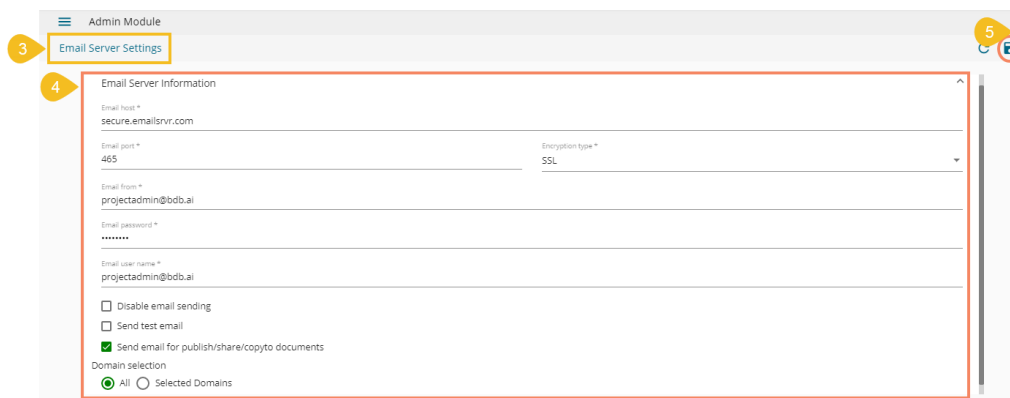 Admin Module
5
3
Email Server Settings
4
Email Server Information
Email host *
secure.emailsrvr.com
Email port *
465
Encryption type *
SSL
Email from *
projectadmin@bdb.ai
Email password *
••••••••
Email user name *
projectadmin@bdb.ai
Disable email sending
Send test email
Send email for publish/share/copyto documents
Domain selection
All
Selected Domains